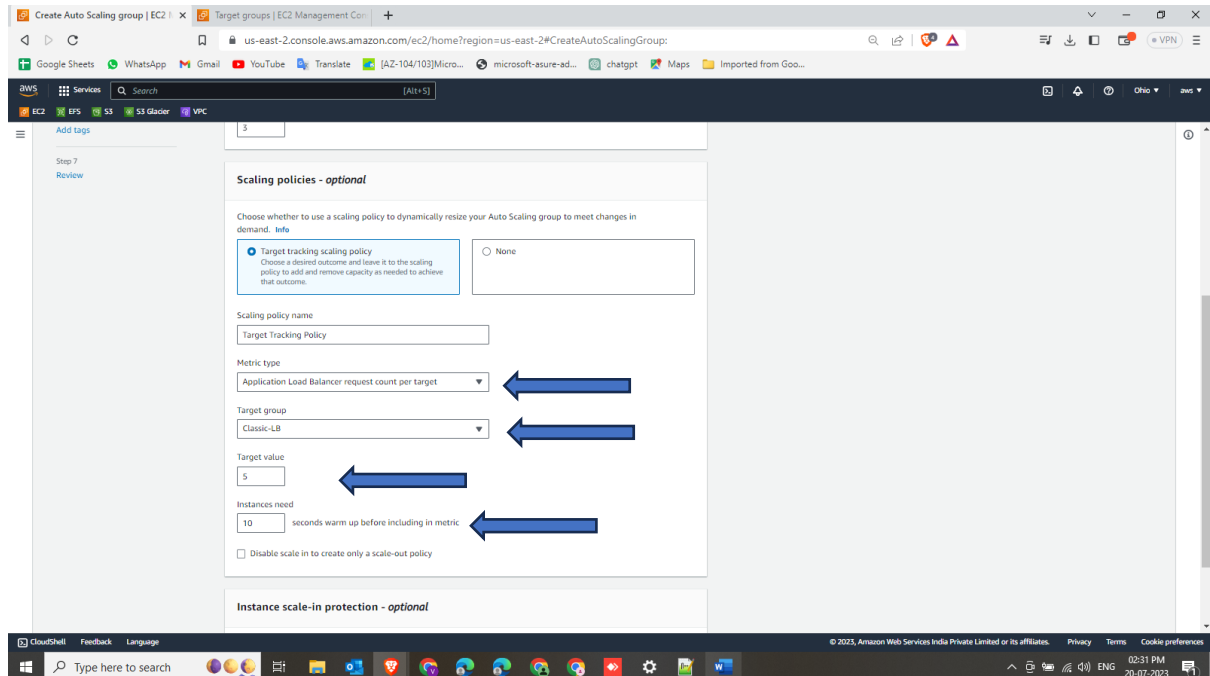 Create Auto Scaling group | EC2 M
Target groups | EC2 Management Con
us-east-2.console.aws.amazon.com/ec2/home?region=us-east-2#CreateAutoScalingGroup:
VPN
Google Sheets WhatsApp Gmail YouTube Translate [AZ-104/103]Micro... microsoft-asure-ad... chatgpt Maps Imported from Goo...
aws Services Search [Alt+S] Ohio aws
EC2 EFS S3 S3 Glacier VPC
Add tags
3
Step 7
Review
Scaling policies - optional
Choose whether to use a scaling policy to dynamically resize your Auto Scaling group to meet changes in
demand. Info
Target tracking scaling policy
Choose a desired outcome and leave it to the scaling
policy to add and remove capacity as needed to achieve
that outcome.
None
Scaling policy name
Target Tracking Policy
Metric type
Application Load Balancer request count per target
Target group
Classic-LB
Target value
5
Instances need
10 seconds warm up before including in metric
Disable scale in to create only a scale-out policy
Instance scale-in protection - optional
CloudShell Feedback Language © 2023, Amazon Web Services India Private Limited or its affiliates. Privacy Terms Cookie preferences
Type here to search ENG 02:31 PM
20-07-2023